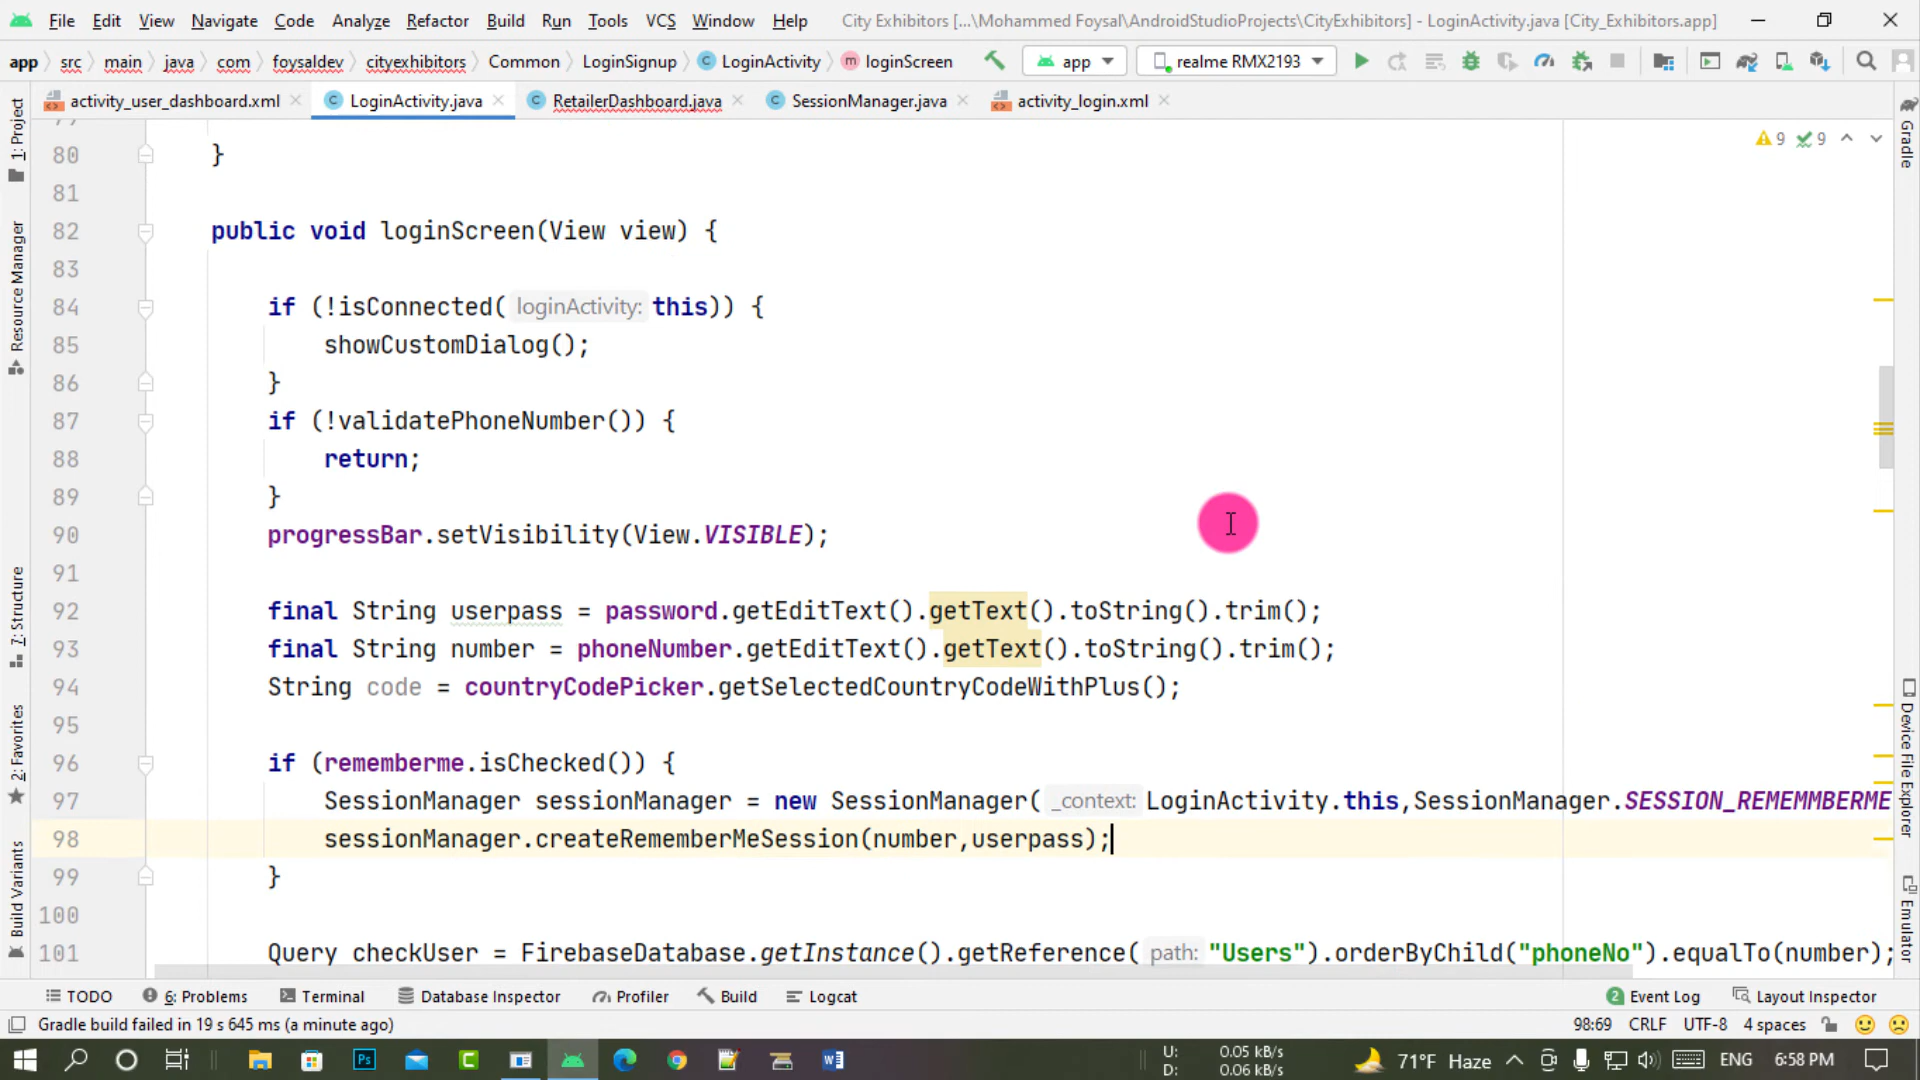 File Edit View Navigate Code Analyze Refactor Build Run Tools VCS Window Help City Exhibitors [...\Mohammed Foysal\AndroidStudioProjects\CityExhibitors] - LoginActivity.java [City_Exhibitors.app]
app src main java com foysaldev cityexhibitors Common LoginSignup LoginActivity loginScreen app realme RMX2193
activity_user_dashboard.xml LoginActivity.java RetailerDashboard.java SessionManager.java activity_login.xml
9 9
80 }
81
82 public void loginScreen(View view) {
83
84 if (!isConnected( loginActivity: this)) {
85 showCustomDialog();
86 }
87 if (!validatePhoneNumber()) {
88 return;
89 }
90 progressBar.setVisibility(View.VISIBLE);
91
92 final String userpass = password.getEditText().getText().toString().trim();
93 final String number = phoneNumber.getEditText().getText().toString().trim();
94 String code = countryCodePicker.getSelectedCountryCodeWithPlus();
95
96 if (rememberme.isChecked()) {
97 SessionManager sessionManager = new SessionManager( _context: LoginActivity.this,SessionManager.SESSION_REMEMMBERME
98 sessionManager.createRememberMeSession(number,userpass);
99 }
100
101 Query checkUser = FirebaseDatabase.getInstance().getReference( path: "Users").orderByChild("phoneNo").equalTo(number);
1: Project
Resource Manager
7: Structure
2: Favorites
Build Variants
Gradle
Device File Explorer
Emulator
TODO 6: Problems Terminal Database Inspector Profiler Build Logcat 2 Event Log Layout Inspector
Gradle build failed in 19 s 645 ms (a minute ago) 98:69 CRLF UTF-8 4 spaces
U: 0.05 kB/s
D: 0.06 kB/s
71°F Haze ENG 6:58 PM